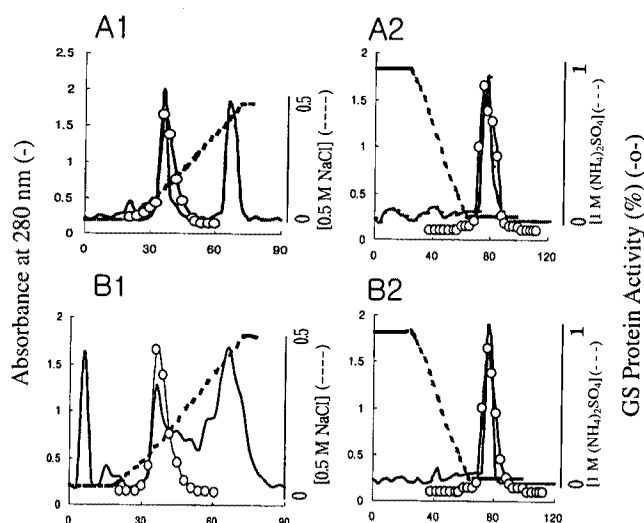 A1
A2
2.5
2
1.5
1
0.5
0
0 30 60 90
0.5
0
[0.5 M NaCl] (----)
2
1.5
1
0.5
0
40 80 120
1
0
[1 M (NH4)2SO4] (---)
B1
B2
2
1.5
1
0.5
0
0 30 60 90
0.5
0
[0.5 M NaCl] (----)
2
1.5
1
0.5
0
0 40 80 120
1
0
[1 M (NH4)2SO4] (---)
Absorbance at 280 nm (-)
GS Protein Activity (%) (-o-)